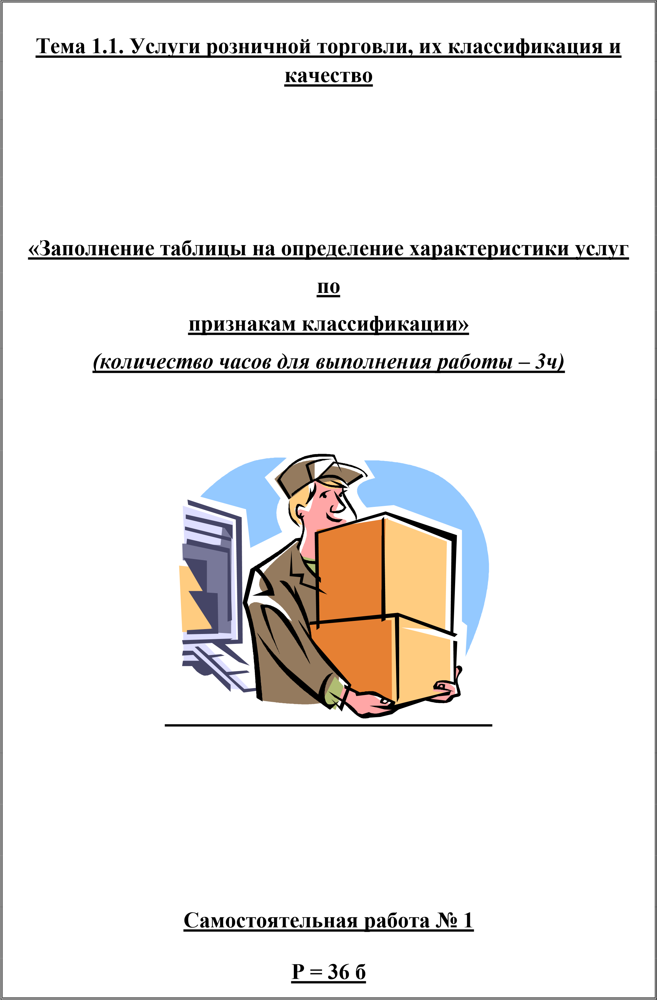 Тема 1.1. Услуги розничной торговли, их классификация и
качество
«Заполнение таблицы на определение характеристики услуг
по
признакам классификации»
(количество часов для выполнения работы – 3ч)
Самостоятельная работа № 1
Р = 36 б